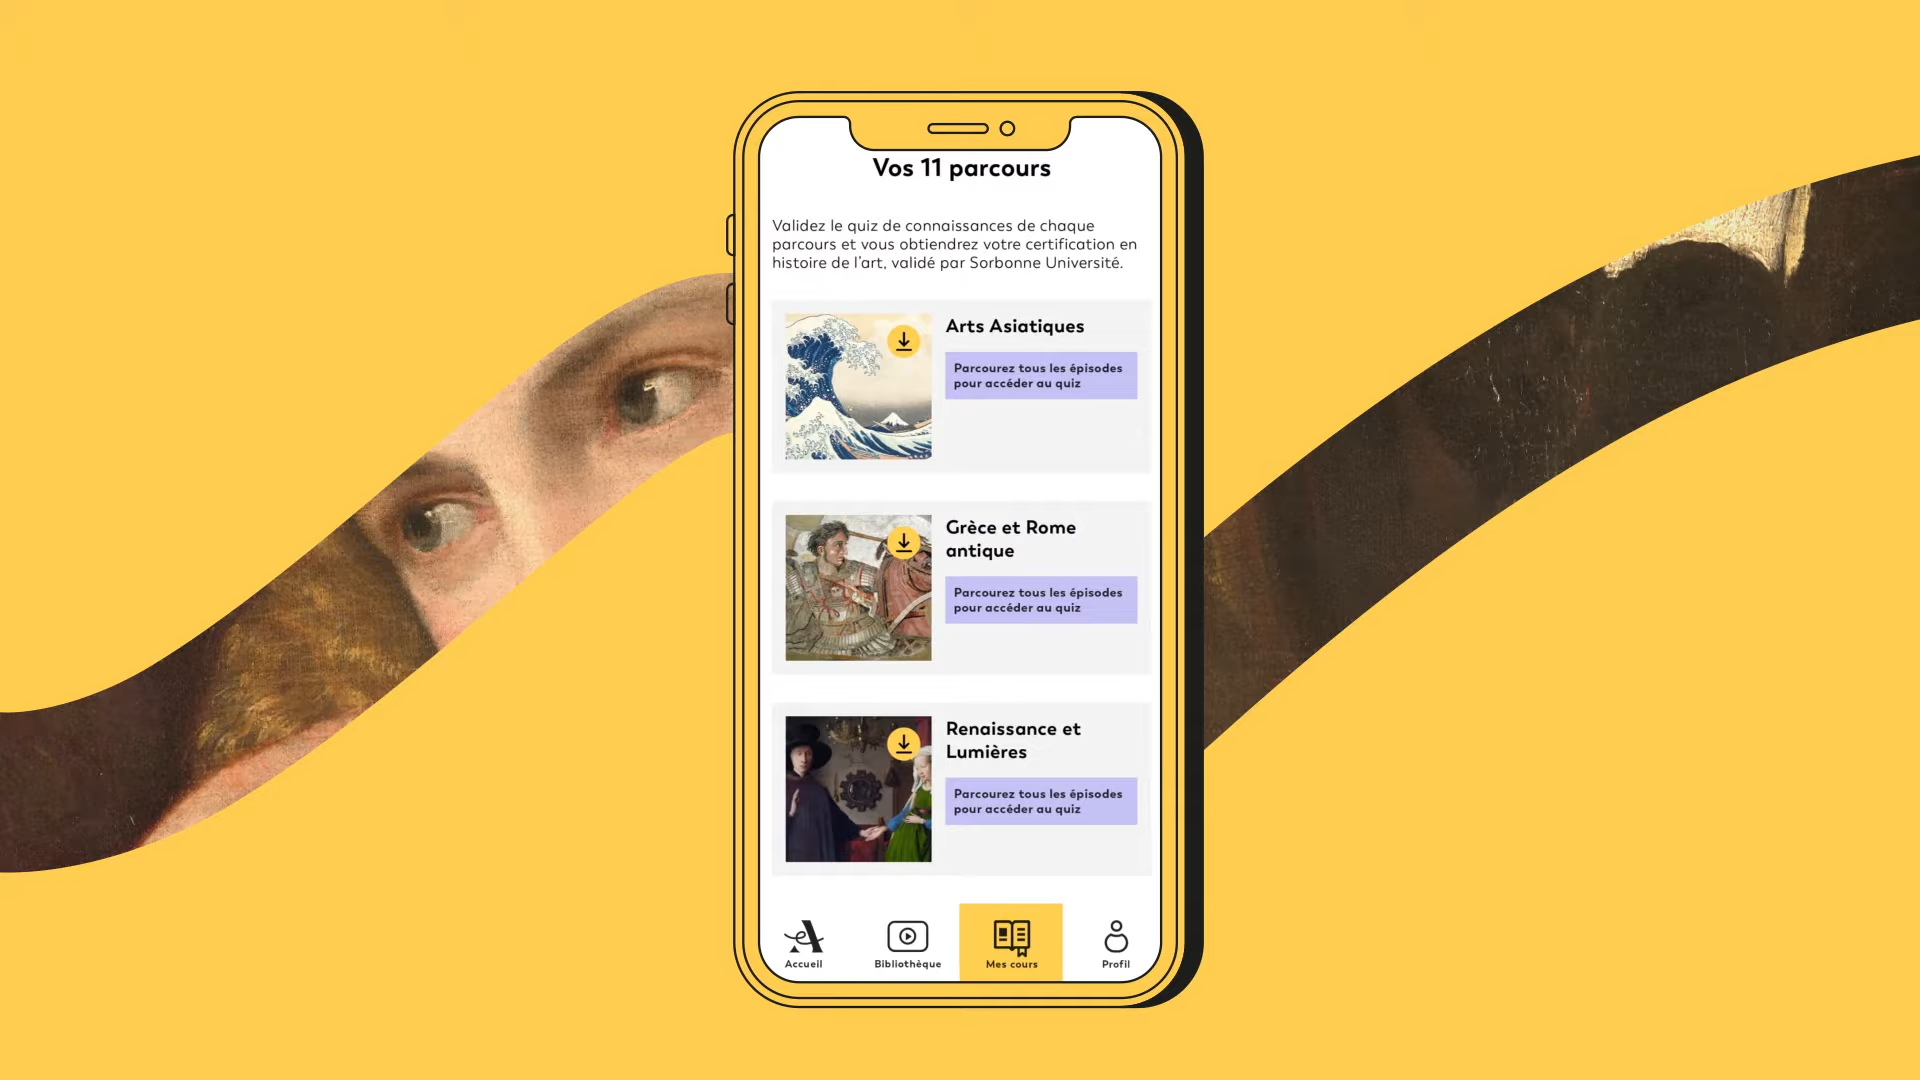 Vos 11 parcours
Validez le quiz de connaissances de chaque
parcours et vous obtiendrez votre certification en
histoire de l'art, validé par Sorbonne Université.
Arts Asiatiques
Parcourez tous les épisodes
pour accéder au quiz
Grèce et Rome
antique
Parcourez tous les épisodes
pour accéder au quiz
Renaissance et
Lumières
Parcourez tous les épisodes
pour accéder au quiz
Accueil
Bibliothèque
Mes cours
Profil